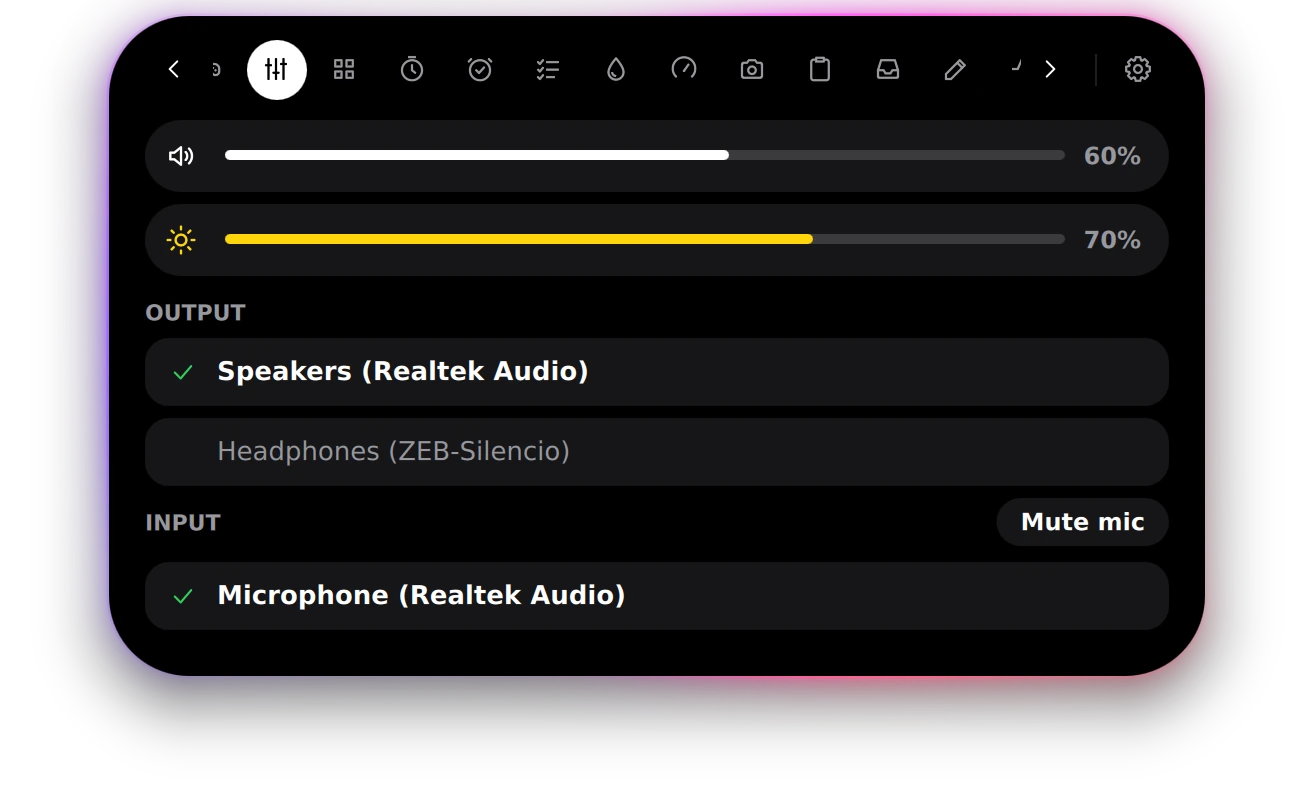 60%
70%
OUTPUT
Speakers (Realtek Audio)
Headphones (ZEB-Silencio)
INPUT
Mute mic
Microphone (Realtek Audio)